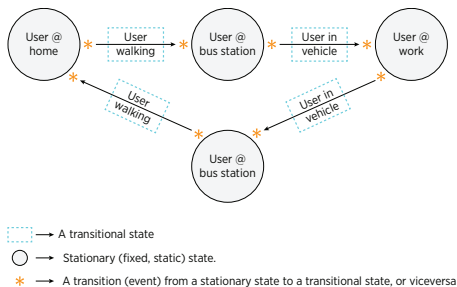 User @
home
User
walking
User @
bus station
User in
vehicle
User @
work
User
walking
User in
vehicle
User @
bus station
A transitional state
Stationary (fixed, static) state.
A transition (event) from a stationary state to a transitional state, or viceversa